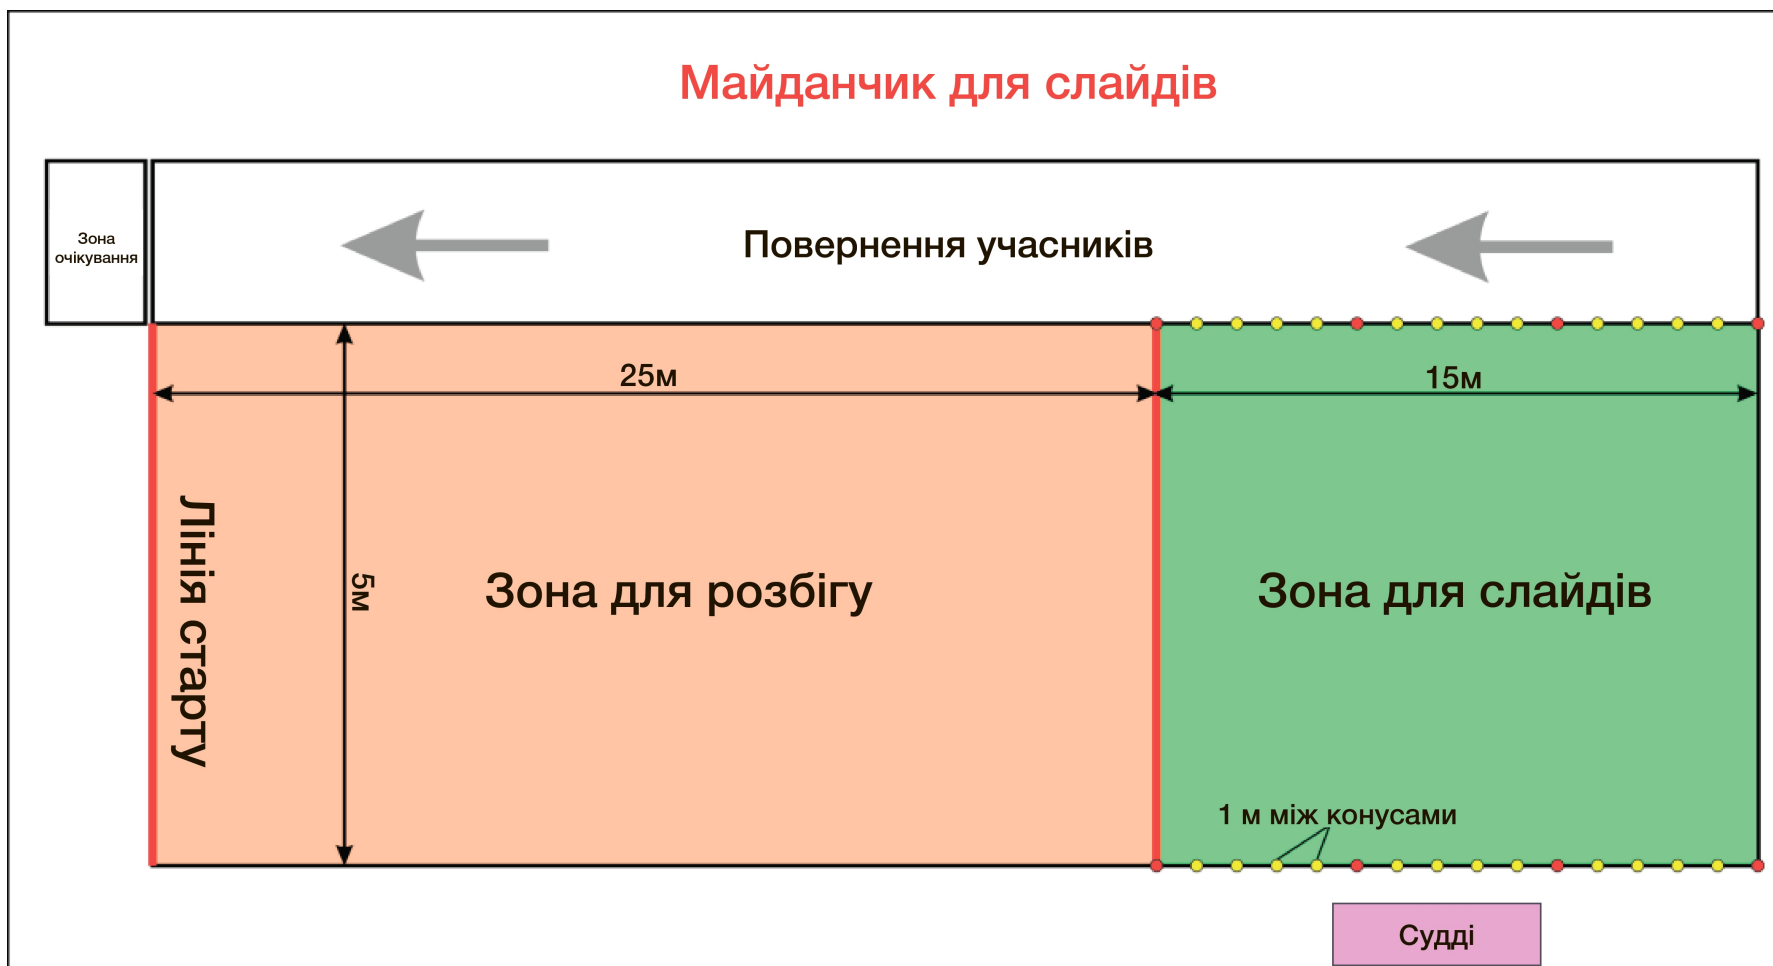 Майданчик для слайдів
Зона
очікування
Повернення учасників
25м
15м
Лінія старту
5м
Зона для розбігу
Зона для слайдів
1 м між конусами
Судді